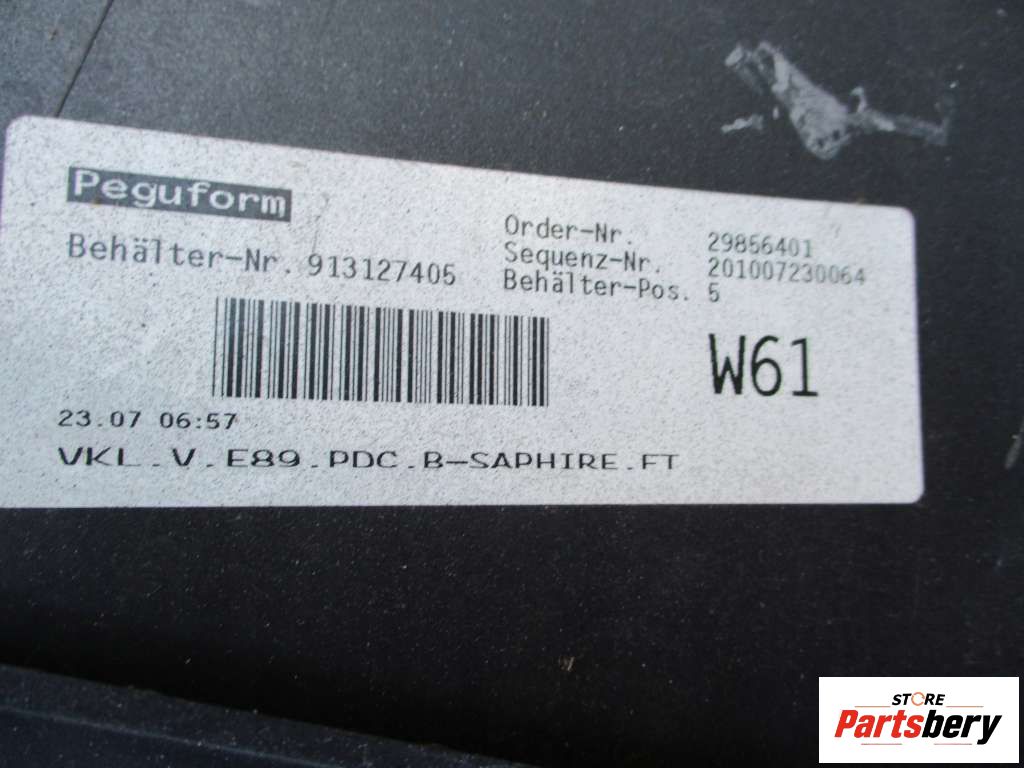 Peguform
Behälter-Nr. 913127405
Order-Nr. 29856401
Sequenz-Nr. 201007230064
Behälter-Pos. 5
W61
23.07 06:57
VKL.V.E89.PDC.B-SAPHIRE.FT
STORE
Partsbery